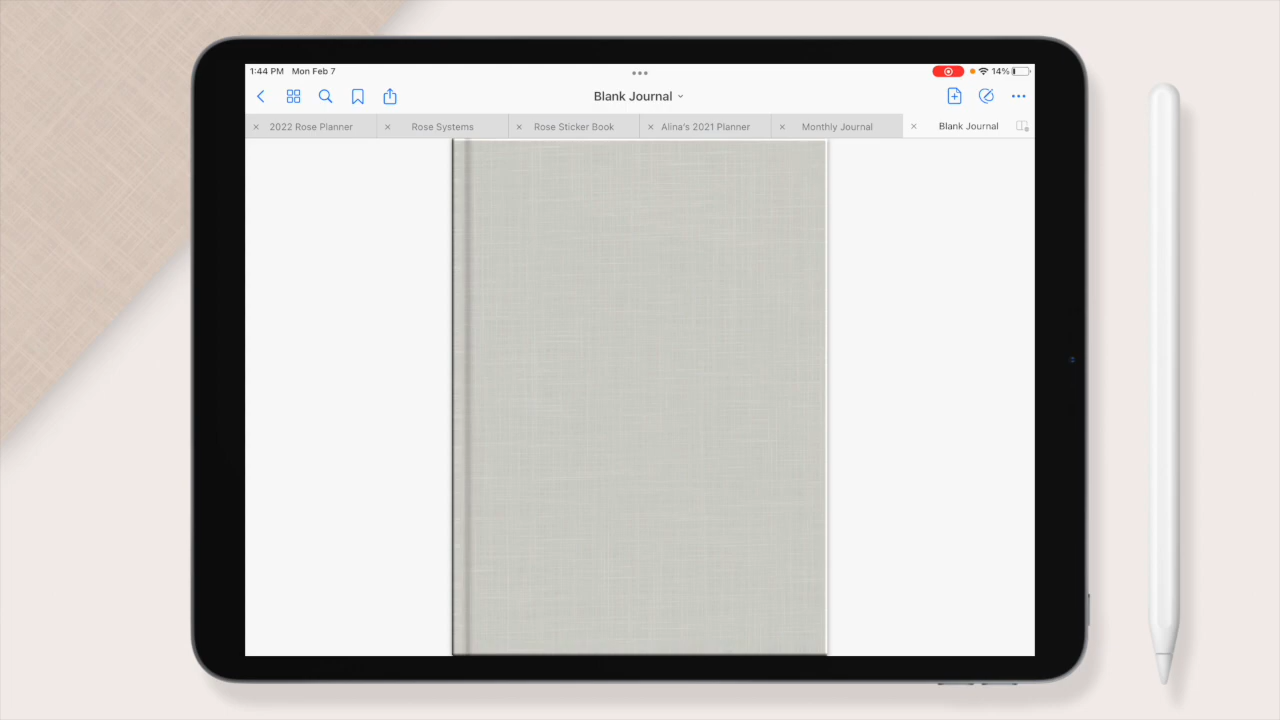 1:44 PM Mon Feb 7
14%
Blank Journal
2022 Rose Planner
Rose Systems
Rose Sticker Book
Alina's 2021 Planner
Monthly Journal
Blank Journal